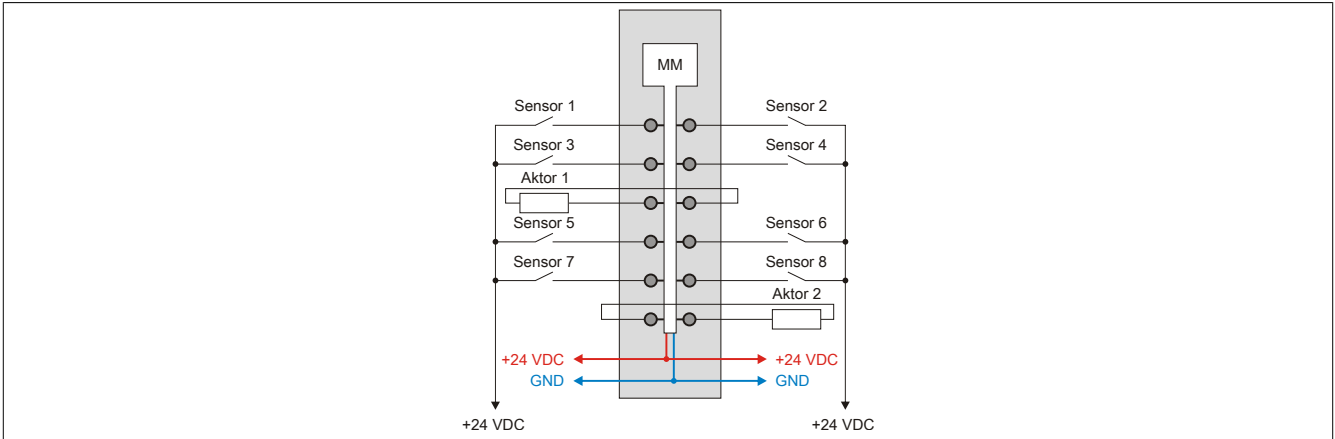 MM
Sensor 1 Sensor 2
Sensor 3 Sensor 4
Aktor 1
Sensor 5 Sensor 6
Sensor 7 Sensor 8
Aktor 2
+24 VDC +24 VDC
GND GND
+24 VDC +24 VDC